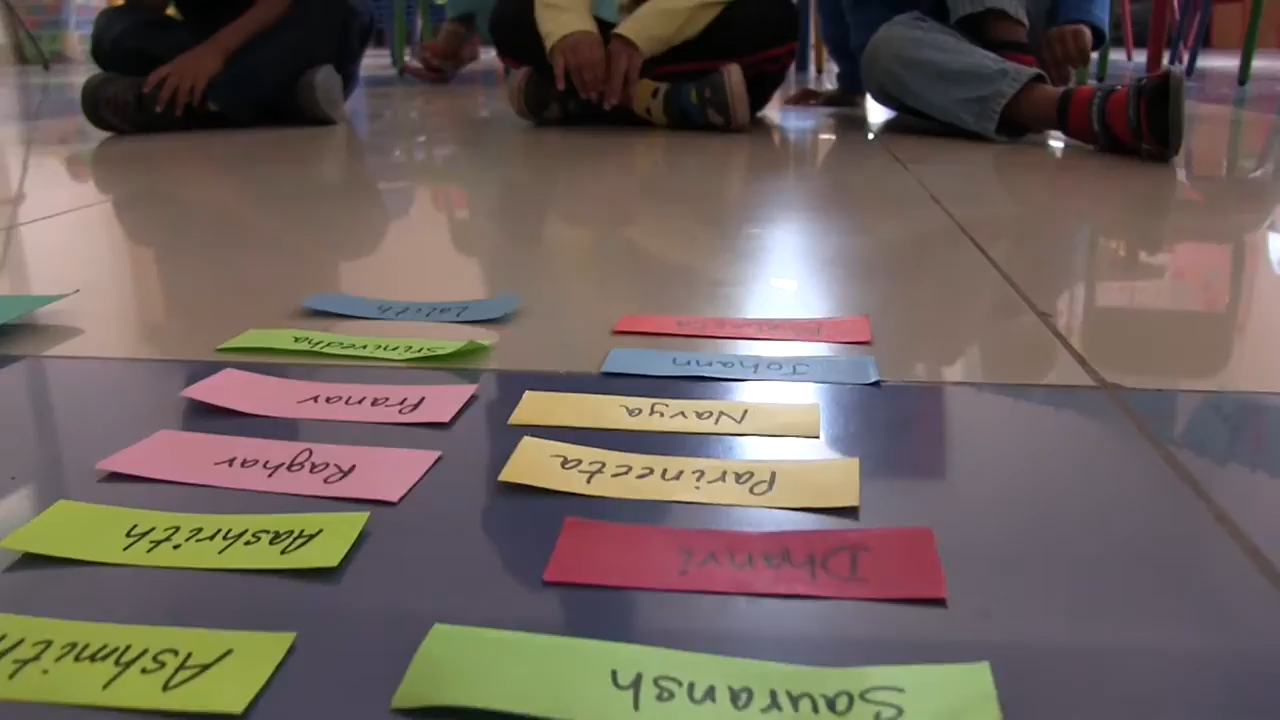 Lalith
Srinivedha
Pranav
Raghav
Aashrith
Ashmith
Johann
Navya
Parineeta
Dhanvi
Sauransh